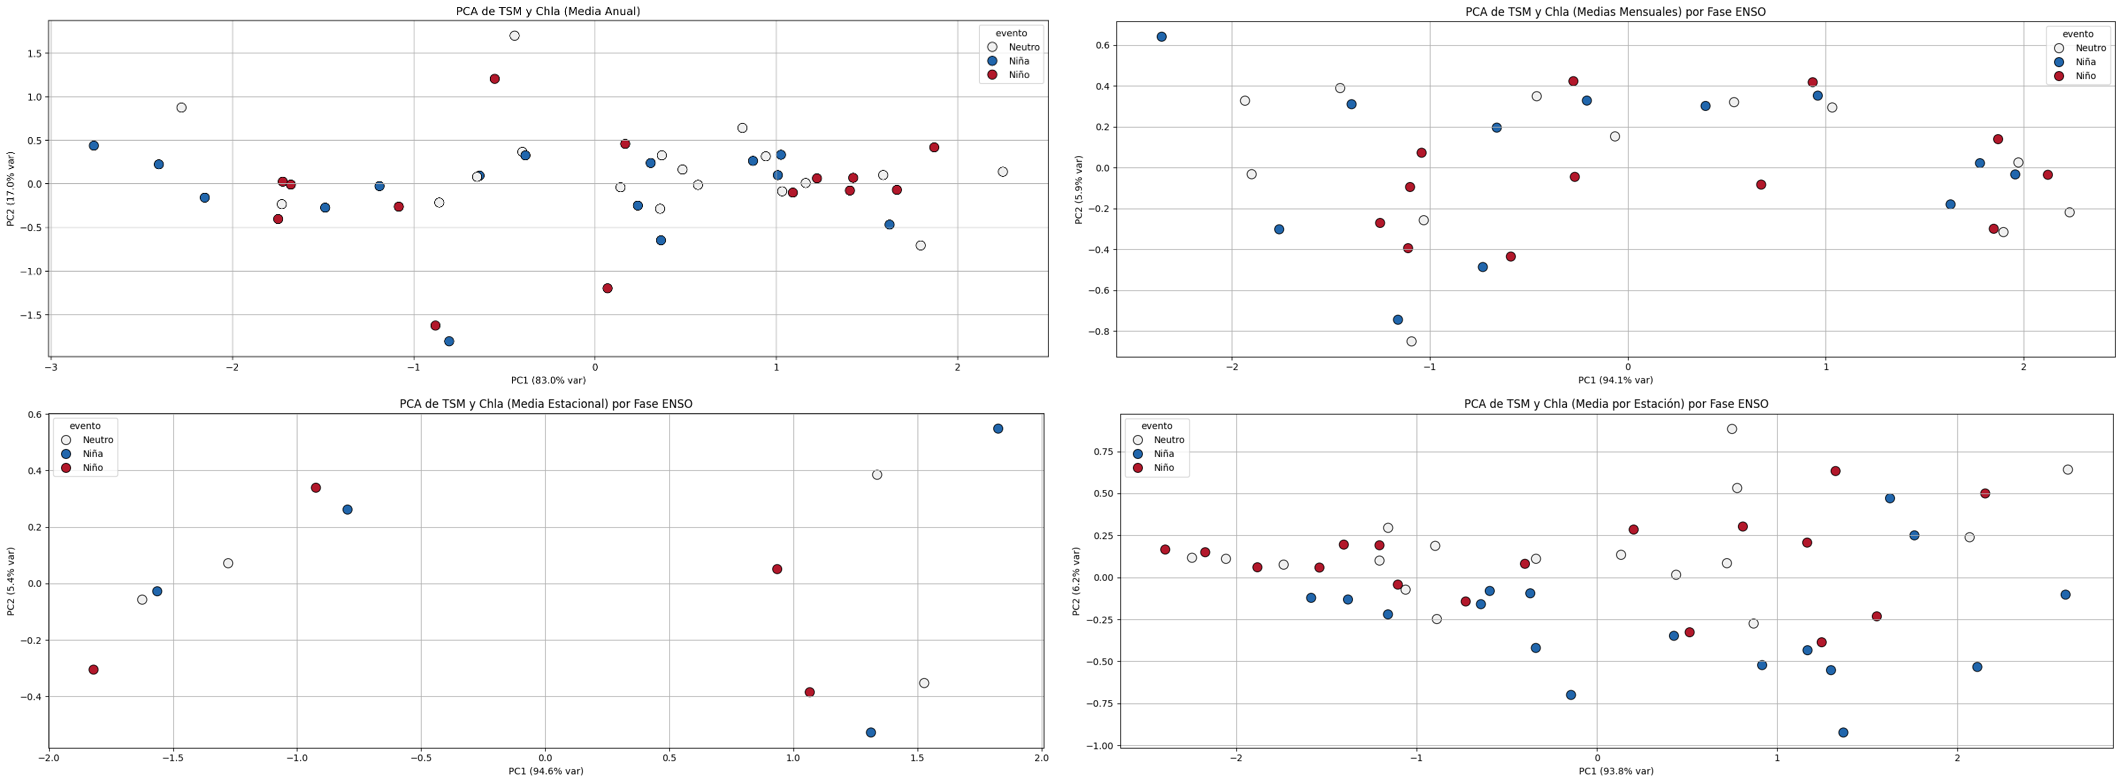 PCA de TSM y Chla (Media Anual)
evento
Neutro
Niña
Niño
1.5
1.0
0.5
0.0
−0.5
−1.0
−1.5
PC2 (17.0% var)
−3 −2 −1 0 1 2
PC1 (83.0% var)
PCA de TSM y Chla (Medias Mensuales) por Fase ENSO
evento
Neutro
Niña
Niño
0.6
0.4
0.2
0.0
−0.2
−0.4
−0.6
−0.8
PC2 (5.9% var)
−2 −1 0 1 2
PC1 (94.1% var)
PCA de TSM y Chla (Media Estacional) por Fase ENSO
evento
Neutro
Niña
Niño
0.6
0.4
0.2
0.0
−0.2
−0.4
PC2 (5.4% var)
−2.0 −1.5 −1.0 −0.5 0.0 0.5 1.0 1.5 2.0
PC1 (94.6% var)
PCA de TSM y Chla (Media por Estación) por Fase ENSO
evento
Neutro
Niña
Niño
0.75
0.50
0.25
0.00
−0.25
−0.50
−0.75
−1.00
PC2 (6.2% var)
−2 −1 0 1 2
PC1 (93.8% var)